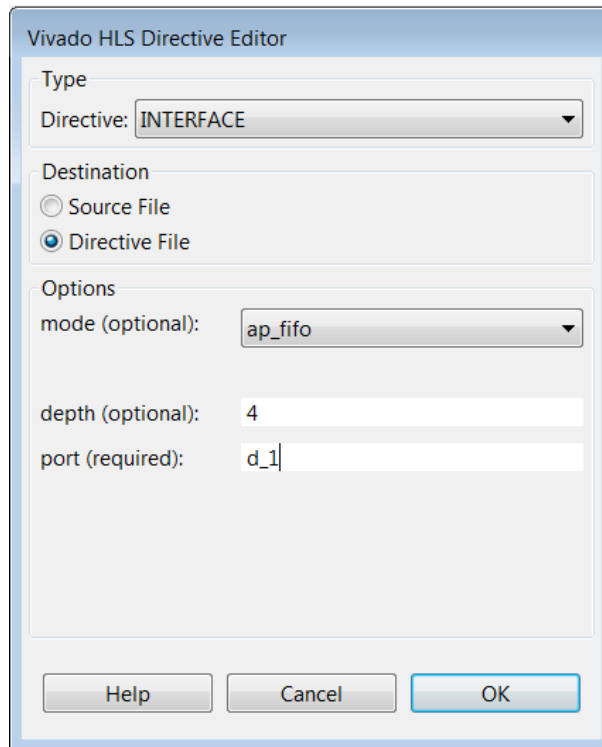 Vivado HLS Directive Editor
Type
Directive: INTERFACE
Destination
Source File
Directive File
Options
mode (optional): ap_fifo
depth (optional): 4
port (required): d_1
Help Cancel OK